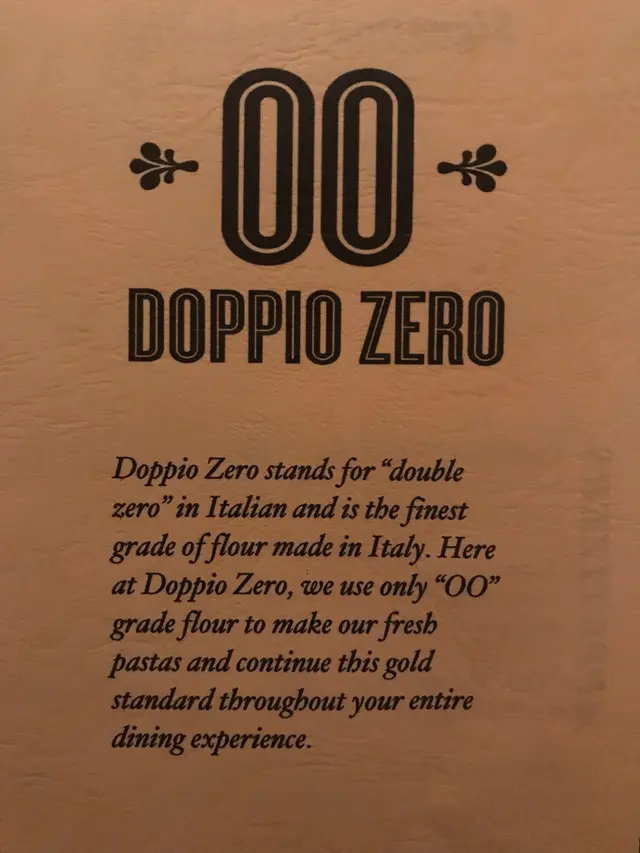 00
DOPPIO ZERO
Doppio Zero stands for “double
zero” in Italian and is the finest
grade of flour made in Italy. Here
at Doppio Zero, we use only “OO”
grade flour to make our fresh
pastas and continue this gold
standard throughout your entire
dining experience.